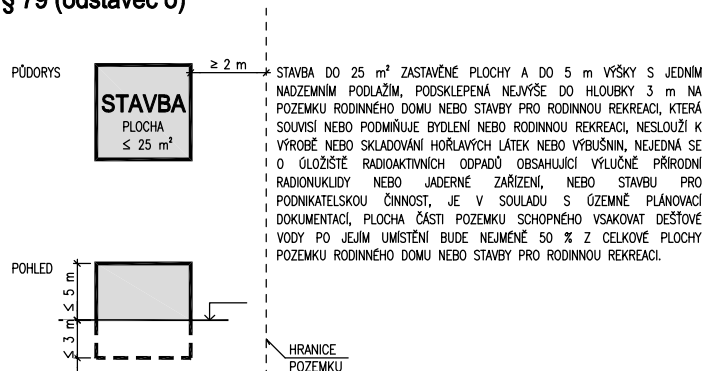 § 79 (odstavec 6)
PŮDORYS
≥ 2 m
STAVBA
PLOCHA
≤ 25 m²
STAVBA DO 25 m² ZASTAVĚNÉ PLOCHY A DO 5 m VÝŠKY S JEDNÍM
NADZEMNÍM PODLAŽÍM, PODSKLEPENÁ NEJVÝŠE DO HLOUBKY 3 m NA
POZEMKU RODINNÉHO DOMU NEBO STAVBY PRO RODINNOU REKREACI, KTERÁ
SOUVISÍ NEBO PODMIŇUJE BYDLENÍ NEBO RODINNOU REKREACI, NESLOUŽÍ K
VÝROBĚ NEBO SKLADOVÁNÍ HOŘLAVÝCH LÁTEK NEBO VÝBUŠNIN, NEJEDNÁ SE
O ÚLOŽIŠTĚ RADIOAKTIVNÍCH ODPADŮ OBSAHUJÍCÍ VÝLUČNĚ PŘÍRODNÍ
RADIONUKLIDY NEBO JADERNÉ ZAŘÍZENÍ, NEBO STAVBU PRO
PODNIKATELSKOU ČINNOST, JE V SOULADU S ÚZEMNĚ PLÁNOVACÍ
DOKUMENTACÍ, PLOCHA ČÁSTI POZEMKU SCHOPNÉHO VSAKOVAT DEŠŤOVÉ
VODY PO JEJÍM UMÍSTĚNÍ BUDE NEJMÉNĚ 50 % Z CELKOVÉ PLOCHY
POZEMKU RODINNÉHO DOMU NEBO STAVBY PRO RODINNOU REKREACI.
POHLED
≤ 5 m
≤ 3 m
HRANICE
POZEMKU